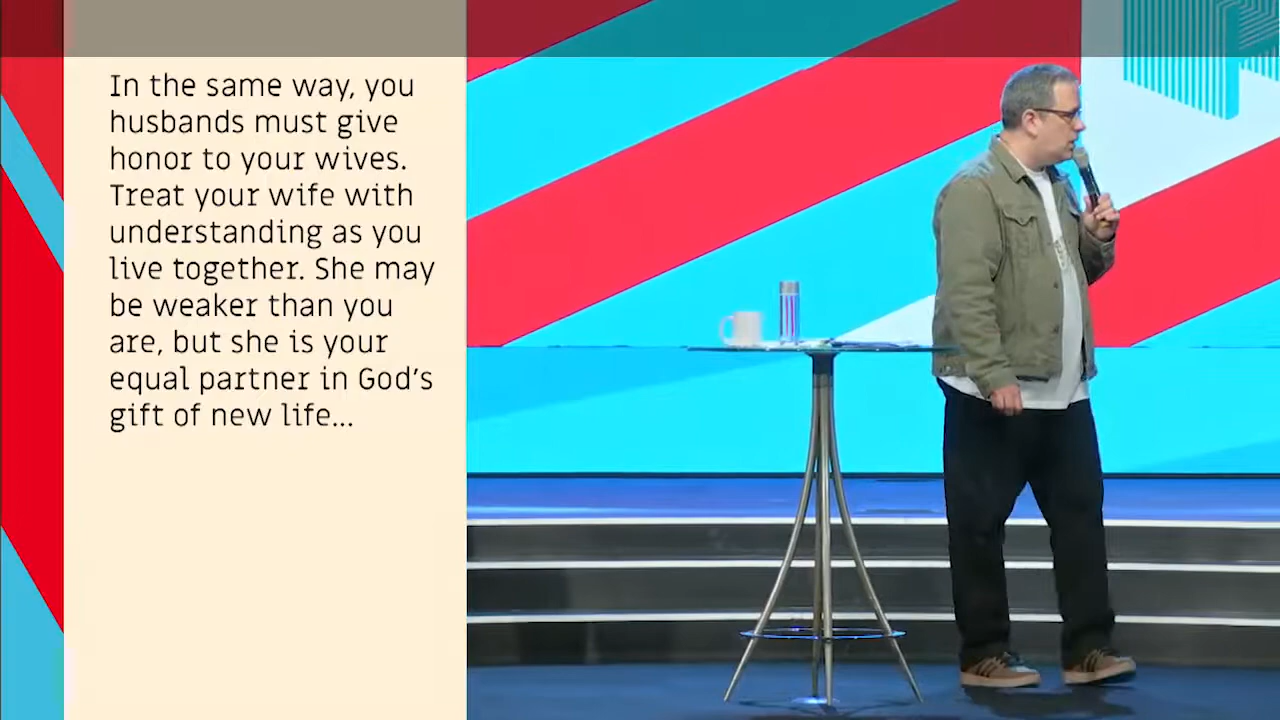 In the same way, you
husbands must give
honor to your wives.
Treat your wife with
understanding as you
live together. She may
be weaker than you
are, but she is your
equal partner in God's
gift of new life...